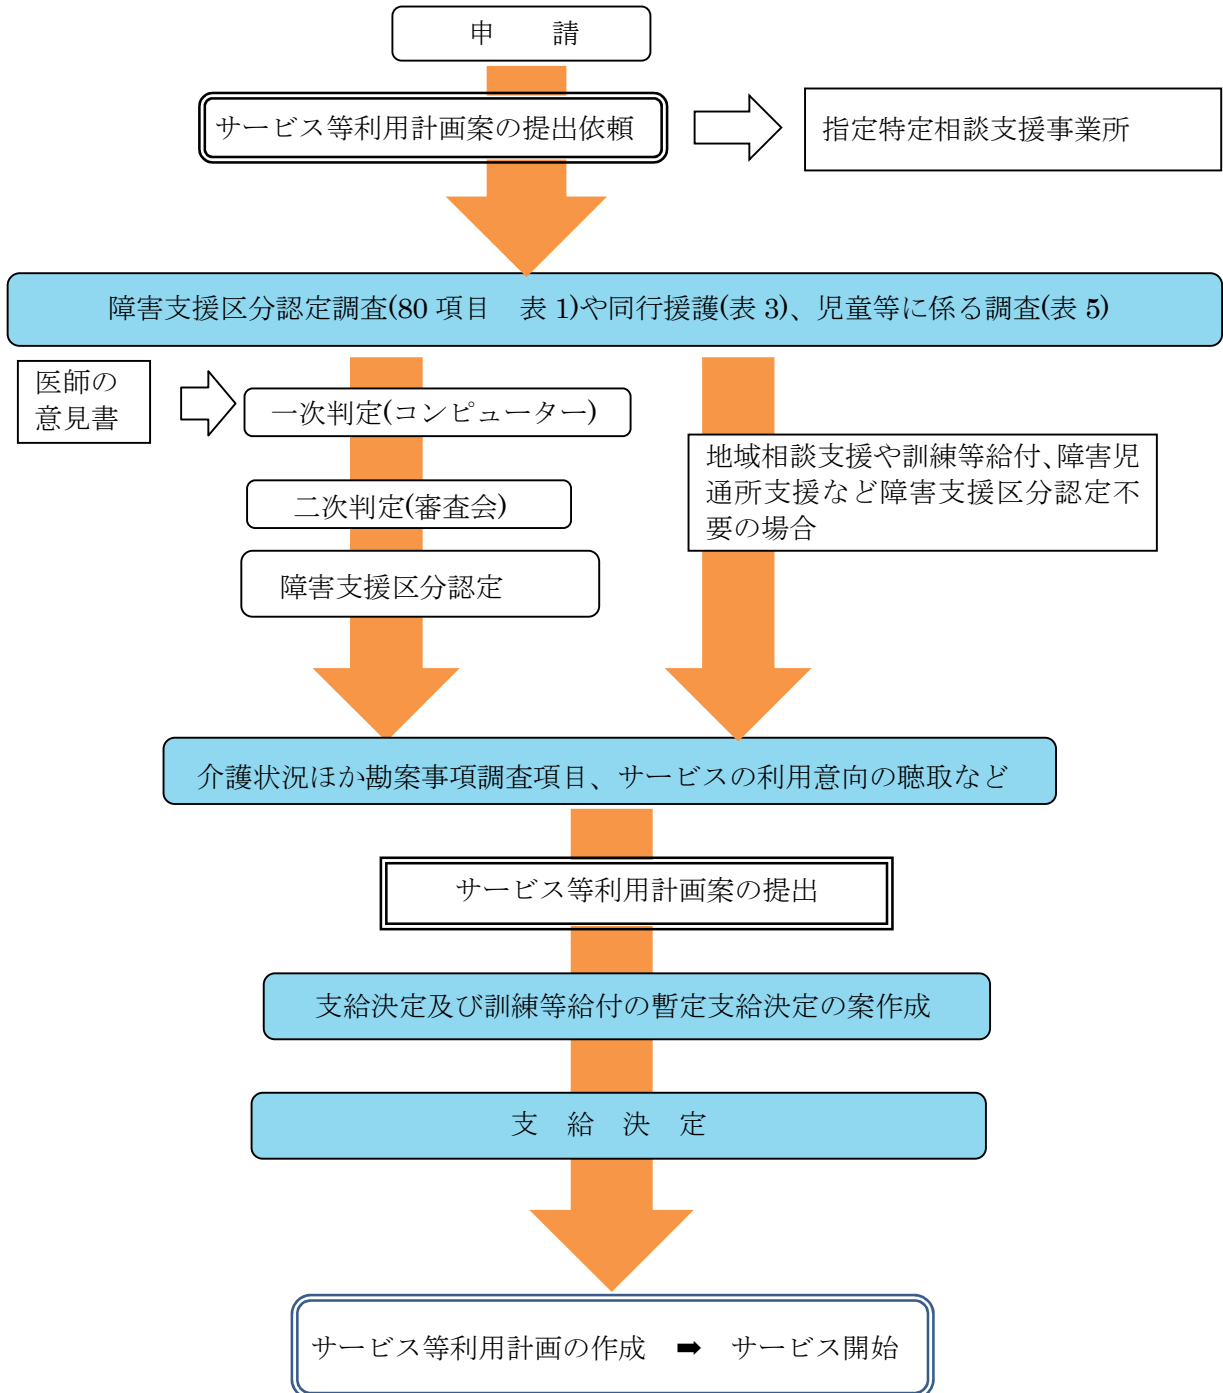 申　　請
サービス等利用計画案の提出依頼
指定特定相談支援事業所
障害支援区分認定調査(80 項目　表 1)や同行援護(表 3)、児童等に係る調査(表 5)
医師の
意見書
一次判定(コンピューター)
二次判定(審査会)
障害支援区分認定
地域相談支援や訓練等給付、障害児
通所支援など障害支援区分認定不
要の場合
介護状況ほか勘案事項調査項目、サービスの利用意向の聴取など
サービス等利用計画案の提出
支給決定及び訓練等給付の暫定支給決定の案作成
支　給　決　定
サービス等利用計画の作成　➡　サービス開始